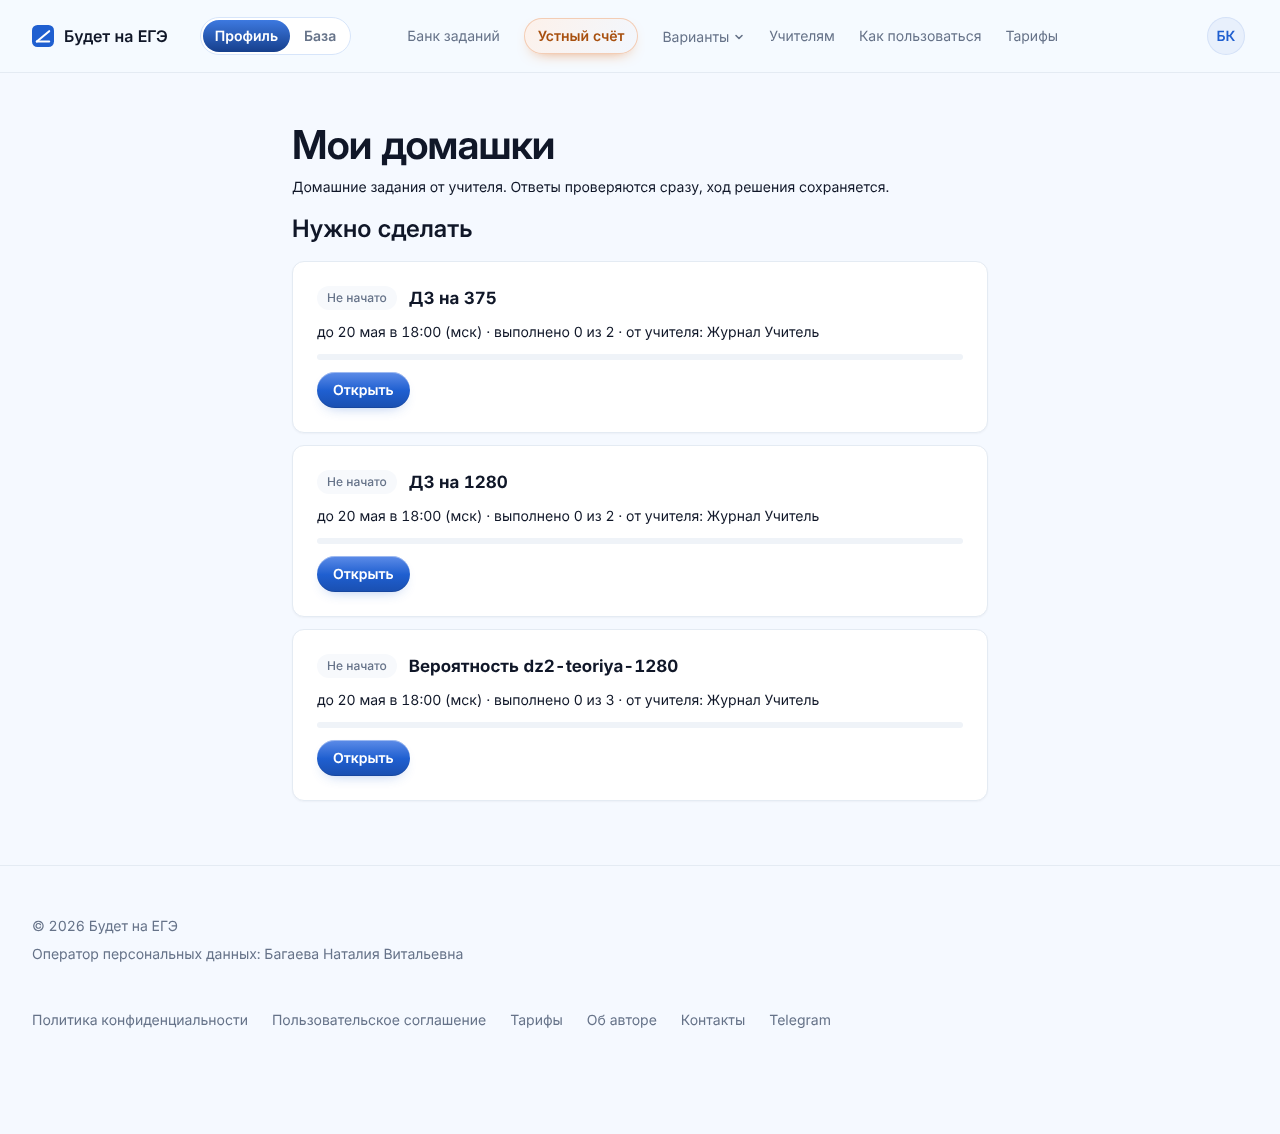 Будет на ЕГЭ
Профиль База
Банк заданий
Устный счёт
Варианты
Учителям
Как пользоваться
Тарифы
БК
Мои домашки
Домашние задания от учителя. Ответы проверяются сразу, ход решения сохраняется.
Нужно сделать
Не начато ДЗ на 375
до 20 мая в 18:00 (мск) · выполнено 0 из 2 · от учителя: Журнал Учитель
Открыть
Не начато ДЗ на 1280
до 20 мая в 18:00 (мск) · выполнено 0 из 2 · от учителя: Журнал Учитель
Открыть
Не начато Вероятность dz2-teoriya-1280
до 20 мая в 18:00 (мск) · выполнено 0 из 3 · от учителя: Журнал Учитель
Открыть
© 2026 Будет на ЕГЭ
Оператор персональных данных: Багаева Наталия Витальевна
Политика конфиденциальности Пользовательское соглашение Тарифы Об авторе Контакты Telegram